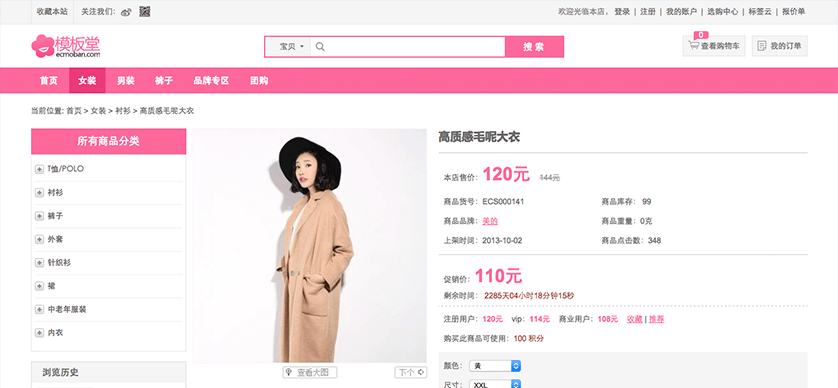 收藏本站 关注我们:
欢迎光临本店, 登录 | 注册 | 我的账户 | 选购中心 | 标签云 | 报价单
模板堂
ecmoban.com
宝贝
搜 索
0
查看购物车
我的订单
首页 女装 男装 裤子 品牌专区 团购
当前位置: 首页 > 女装 > 衬衫 > 高质感毛呢大衣
所有商品分类
T恤/POLO
衬衫
裤子
外套
针织衫
裙
中老年服装
内衣
浏览历史
查看大图
下个
高质感毛呢大衣
本店售价: 120元 144元
商品货号: ECS000141 商品库存: 99
商品品牌: 美的 商品重量: 0克
上架时间: 2013-10-02 商品点击数: 348
促销价: 110元
剩余时间: 2285天04小时18分钟15秒
注册用户: 120元 vip: 114元 商业用户: 108元 收藏 | 推荐
购买此商品可使用: 100 积分
颜色: 黄
尺寸: XXL